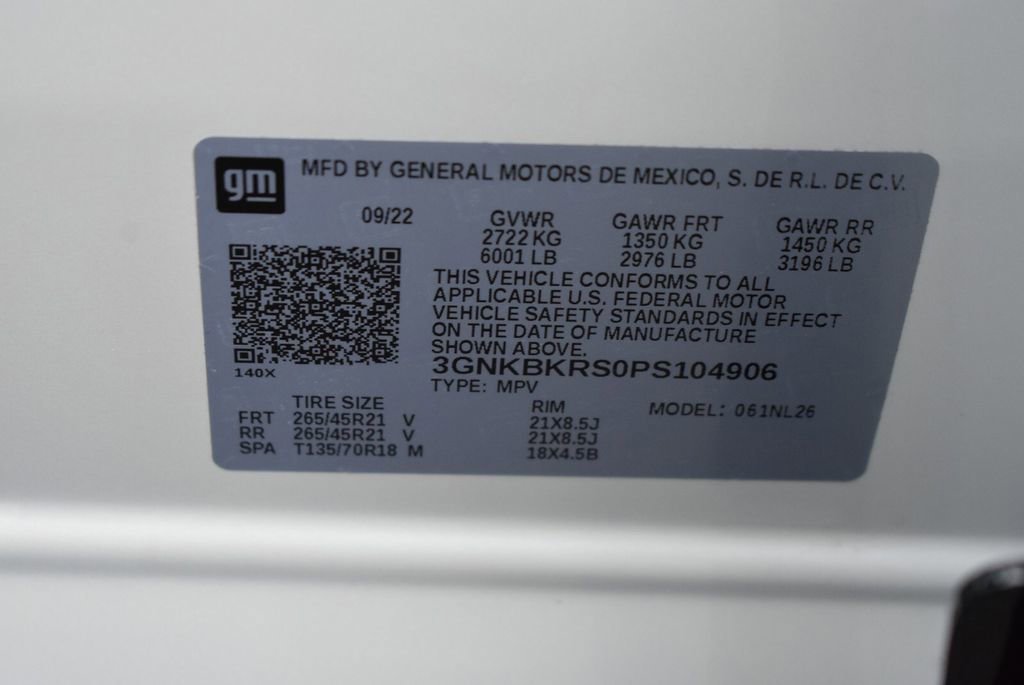 gm MFD BY GENERAL MOTORS DE MEXICO, S. DE R.L. DE C.V.
09/22 GVWR GAWR FRT GAWR RR
2722 KG 1350 KG 1450 KG
6001 LB 2976 LB 3196 LB
THIS VEHICLE CONFORMS TO ALL
APPLICABLE U.S. FEDERAL MOTOR
VEHICLE SAFETY STANDARDS IN EFFECT
ON THE DATE OF MANUFACTURE
SHOWN ABOVE.
140X 3GNKBKRS0PS104906
TYPE: MPV
TIRE SIZE RIM MODEL: 061NL26
FRT 265/45R21 V 21X8.5J
RR 265/45R21 V 21X8.5J
SPA T135/70R18 M 18X4.5B